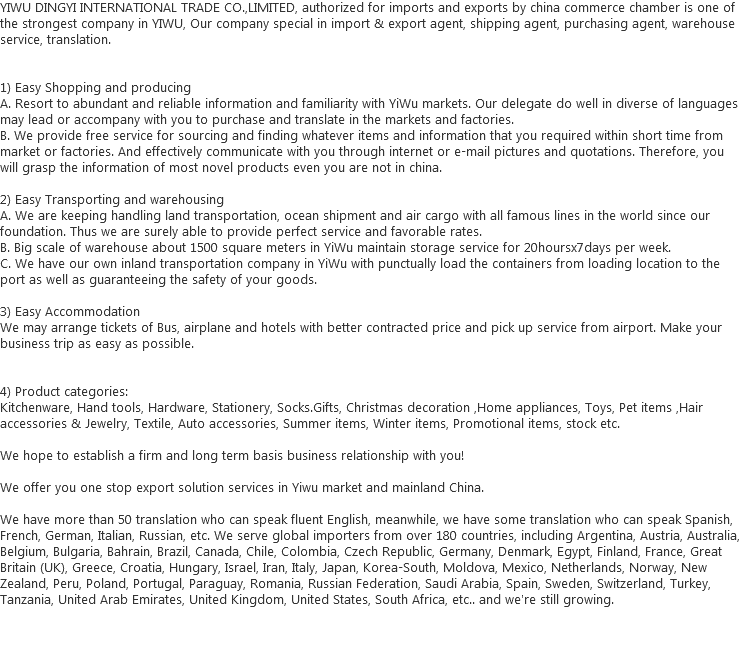 YIWU DINGYI INTERNATIONAL TRADE CO.,LIMITED, authorized for imports and exports by china commerce chamber is one of
the strongest company in YIWU, Our company special in import & export agent, shipping agent, purchasing agent, warehouse
service, translation.
1) Easy Shopping and producing
A. Resort to abundant and reliable information and familiarity with YiWu markets. Our delegate do well in diverse of languages
may lead or accompany with you to purchase and translate in the markets and factories.
B. We provide free service for sourcing and finding whatever items and information that you required within short time from
market or factories. And effectively communicate with you through internet or e-mail pictures and quotations. Therefore, you
will grasp the information of most novel products even you are not in china.
2) Easy Transporting and warehousing
A. We are keeping handling land transportation, ocean shipment and air cargo with all famous lines in the world since our
foundation. Thus we are surely able to provide perfect service and favorable rates.
B. Big scale of warehouse about 1500 square meters in YiWu maintain storage service for 20hoursx7days per week.
C. We have our own inland transportation company in YiWu with punctually load the containers from loading location to the
port as well as guaranteeing the safety of your goods.
3) Easy Accommodation
We may arrange tickets of Bus, airplane and hotels with better contracted price and pick up service from airport. Make your
business trip as easy as possible.
4) Product categories:
Kitchenware, Hand tools, Hardware, Stationery, Socks.Gifts, Christmas decoration ,Home appliances, Toys, Pet items ,Hair
accessories & Jewelry, Textile, Auto accessories, Summer items, Winter items, Promotional items, stock etc.
We hope to establish a firm and long term basis business relationship with you!
We offer you one stop export solution services in Yiwu market and mainland China.
We have more than 50 translation who can speak fluent English, meanwhile, we have some translation who can speak Spanish,
French, German, Italian, Russian, etc. We serve global importers from over 180 countries, including Argentina, Austria, Australia,
Belgium, Bulgaria, Bahrain, Brazil, Canada, Chile, Colombia, Czech Republic, Germany, Denmark, Egypt, Finland, France, Great
Britain (UK), Greece, Croatia, Hungary, Israel, Iran, Italy, Japan, Korea-South, Moldova, Mexico, Netherlands, Norway, New
Zealand, Peru, Poland, Portugal, Paraguay, Romania, Russian Federation, Saudi Arabia, Spain, Sweden, Switzerland, Turkey,
Tanzania, United Arab Emirates, United Kingdom, United States, South Africa, etc.. and we're still growing.